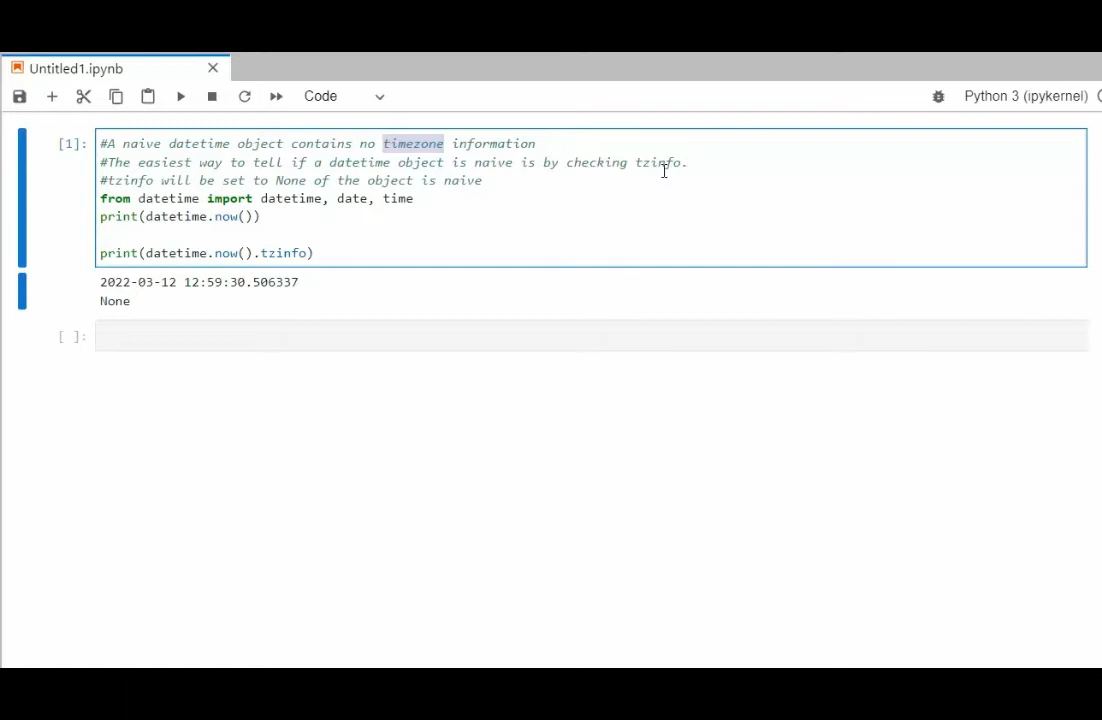 Untitled1.ipynb
Code
Python 3 (ipykernel)
[1]:
#A naive datetime object contains no timezone information
#The easiest way to tell if a datetime object is naive is by checking tzinfo.
#tzinfo will be set to None of the object is naive
from datetime import datetime, date, time
print(datetime.now())
print(datetime.now().tzinfo)
2022-03-12 12:59:30.506337
None
[ ]: